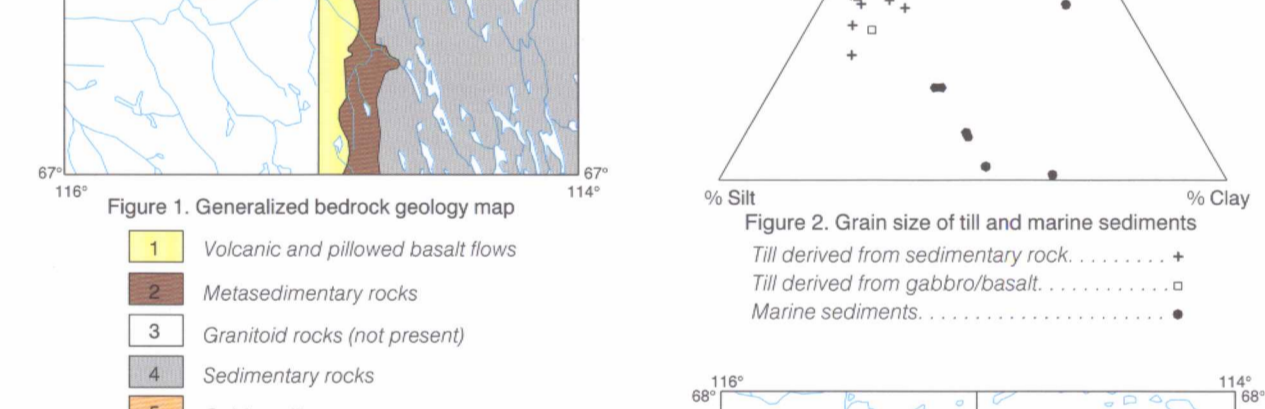 67°
67°
116°
114°
Figure 1. Generalized bedrock geology map
1 Volcanic and pillowed basalt flows
2 Metasedimentary rocks
3 Granitoid rocks (not present)
4 Sedimentary rocks
% Silt
% Clay
Figure 2. Grain size of till and marine sediments
Till derived from sedimentary rock. . . . . . . . . +
Till derived from gabbro/basalt. . . . . . . . . . . . □
Marine sediments. . . . . . . . . . . . . . . . . . . . . . ●
116°
114°
68°
68°